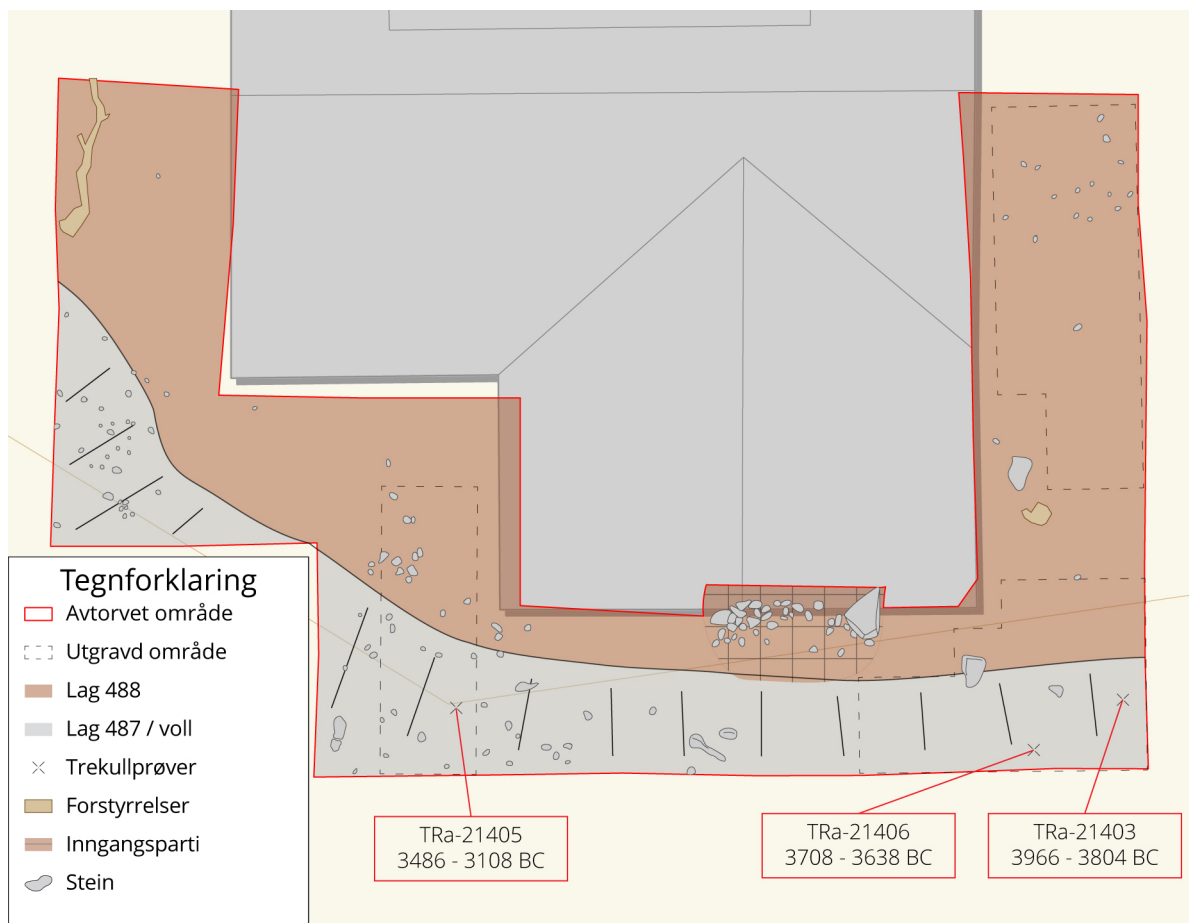 Tegnforklaring
Avtorvet område
Utgravd område
Lag 488
Lag 487 / voll
Trekullprøver
Forstyrrelser
Inngangsparti
Stein
TRa-21405
3486 - 3108 BC
TRa-21406
3708 - 3638 BC
TRa-21403
3966 - 3804 BC